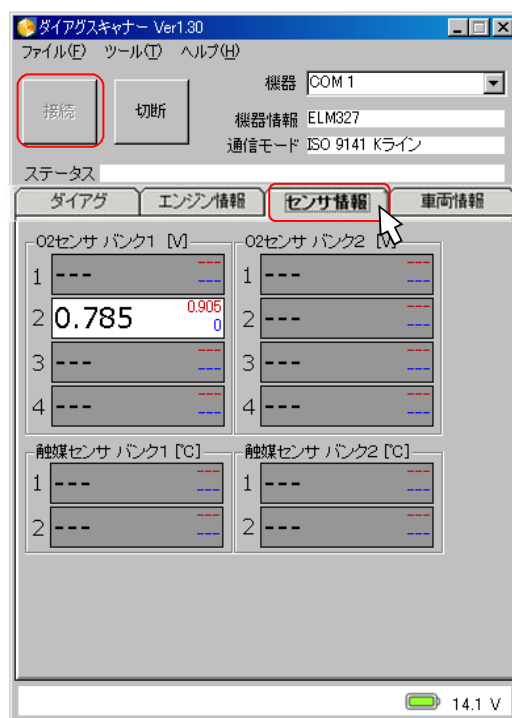 ダイアグスキャナー Ver1.30
ファイル(F) ツール(T) ヘルプ(H)
接続
切断
機器 COM 1
機器情報 ELM327
通信モード ISO 9141 Kライン
ステータス
ダイアグ エンジン情報 センサ情報 車両情報
O2センサ バンク1 [V]
1 --- --- ---
2 0.785 0.905 0
3 --- --- ---
4 --- --- ---
O2センサ バンク2 [V]
1 --- --- ---
2 --- --- ---
3 --- --- ---
4 --- --- ---
触媒センサ バンク1 [℃]
1 --- --- ---
2 --- --- ---
触媒センサ バンク2 [℃]
1 --- --- ---
2 --- --- ---
14.1 V